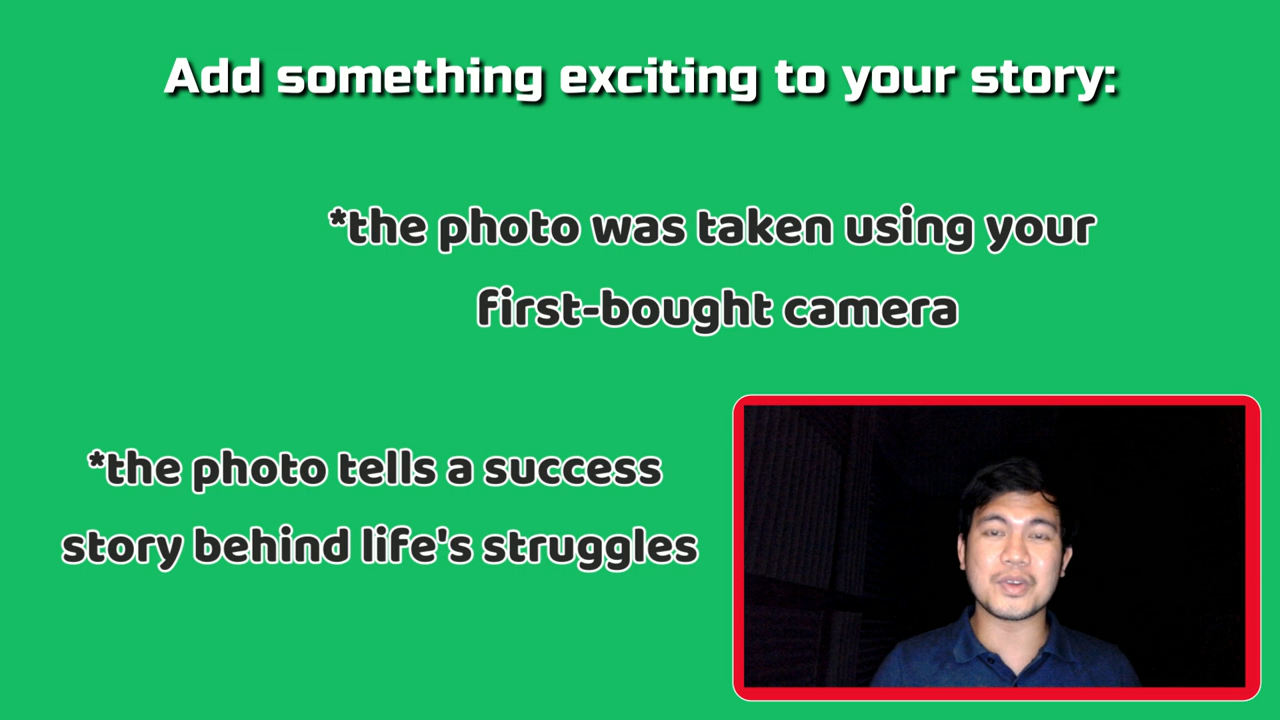 Add something exciting to your story:
*the photo was taken using your
first-bought camera
*the photo tells a success
story behind life's struggles